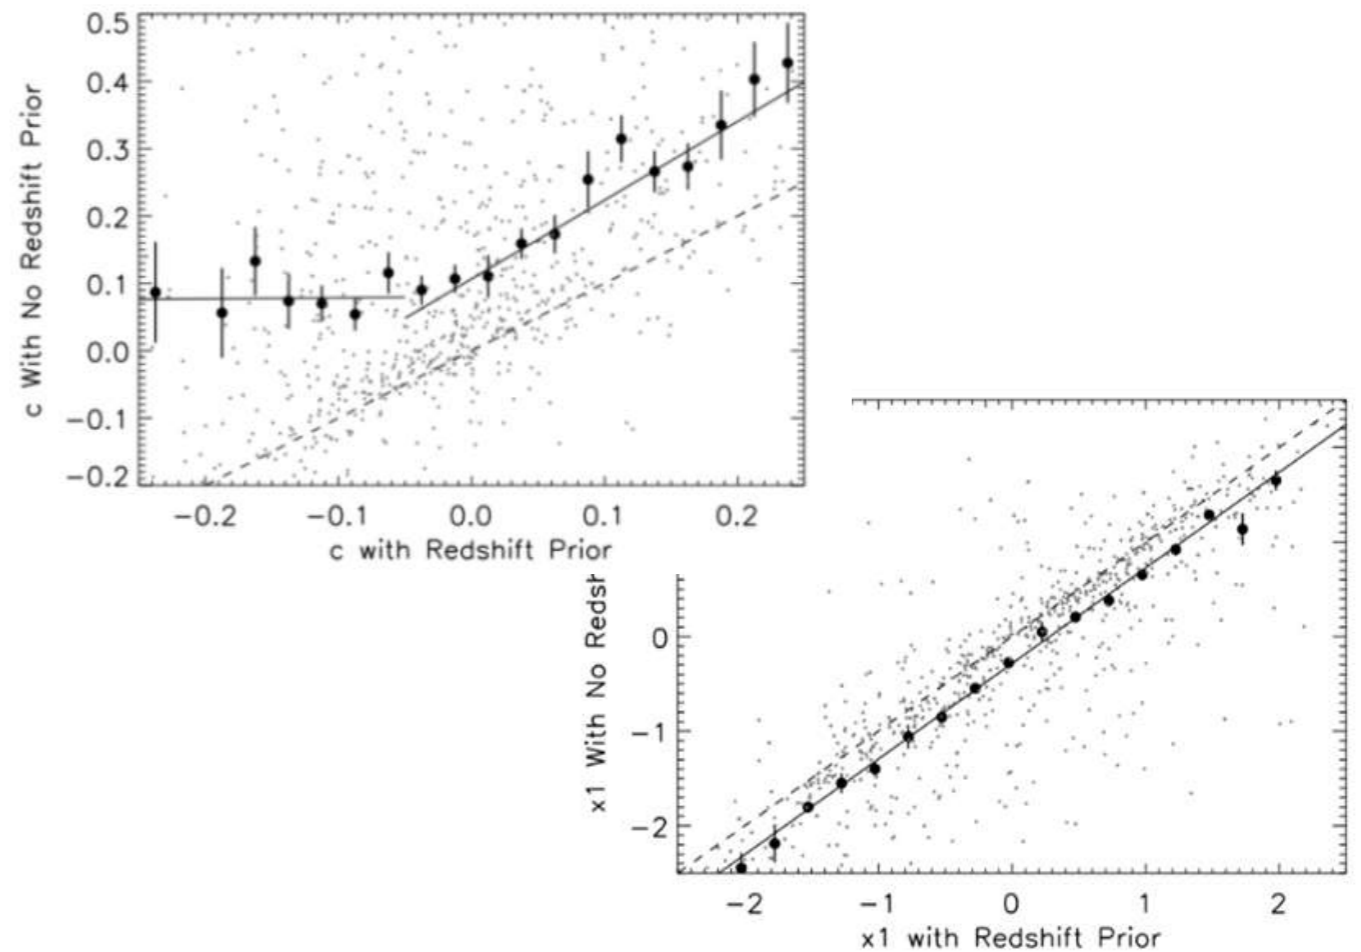 c With No Redshift Prior
0.5
0.4
0.3
0.2
0.1
0.0
−0.1
−0.2
−0.2 −0.1 0.0 0.1 0.2
c with Redshift Prior
x1 With No Redsh
0
−1
−2
−2 −1 0 1 2
x1 with Redshift Prior